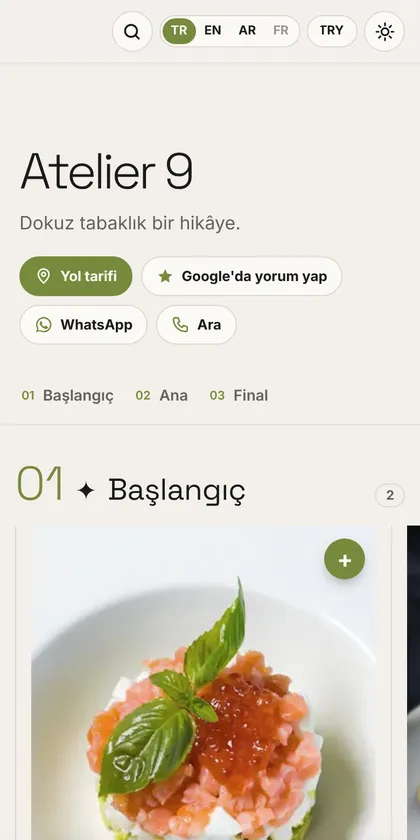 TR EN AR FR TRY
Atelier 9
Dokuz tabaklık bir hikâye.
Yol tarifi Google'da yorum yap
WhatsApp Ara
01 Başlangıç 02 Ana 03 Final
01 ✦ Başlangıç 2
+